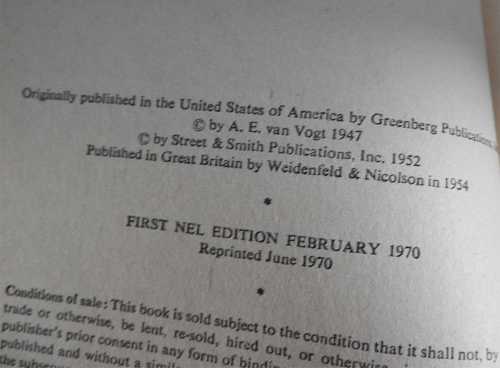 Originally published in the United States of America by Greenberg Publications,
© by A. E. van Vogt 1947
© by Street & Smith Publications, Inc. 1952
Published in Great Britain by Weidenfeld & Nicolson in 1954
*
FIRST NEL EDITION FEBRUARY 1970
Reprinted June 1970
*
Conditions of sale: This book is sold subject to the condition that it shall not, by
trade or otherwise, be lent, re-sold, hired out, or otherwise
publisher's prior consent in any form of
published and without a
the